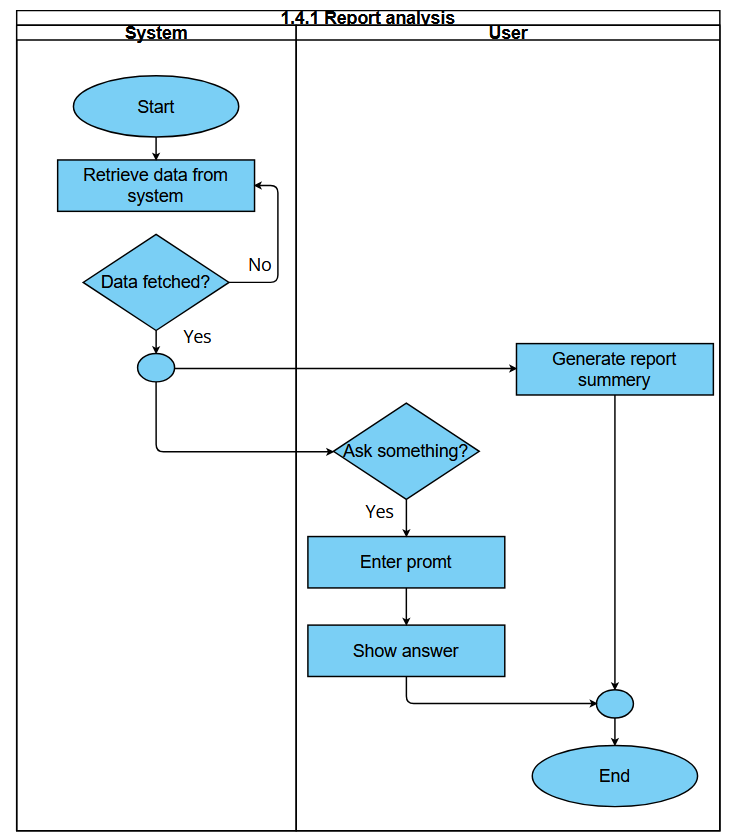 1.4.1 Report analysis
System
User
Start
Retrieve data from
system
Data fetched?
No
Yes
Generate report
summery
Ask something?
Yes
Enter promt
Show answer
End